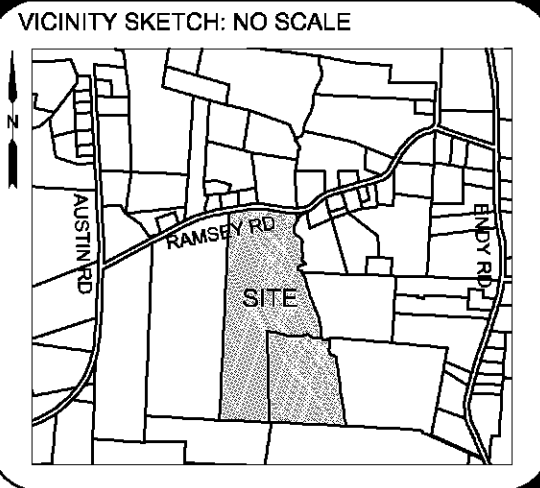 VICINITY SKETCH: NO SCALE
N
AUSTIN RD
RAMSEY RD
ENDY RD
SITE